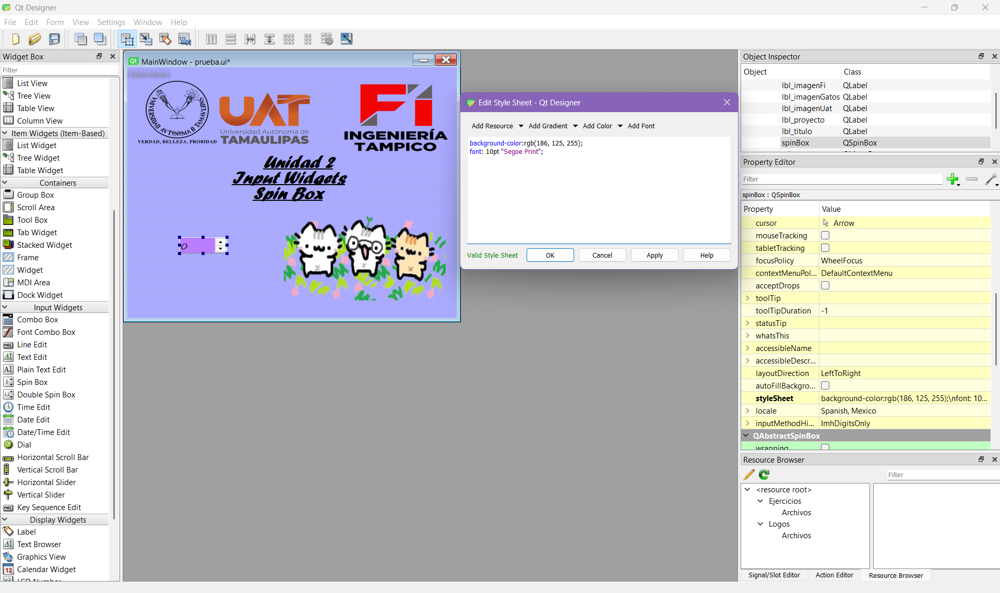 Qt Designer
File Edit Form View Settings Window Help
Widget Box
Filter
List View
Tree View
Table View
Column View
Item Widgets (Item-Based)
List Widget
Tree Widget
Table Widget
Containers
Group Box
Scroll Area
Tool Box
Tab Widget
Stacked Widget
Frame
Widget
MDI Area
Dock Widget
Input Widgets
Combo Box
Font Combo Box
Line Edit
Text Edit
Plain Text Edit
Spin Box
Double Spin Box
Time Edit
Date Edit
Date/Time Edit
Dial
Horizontal Scroll Bar
Vertical Scroll Bar
Horizontal Slider
Vertical Slider
Key Sequence Edit
Display Widgets
Label
Text Browser
Graphics View
Calendar Widget
LCD Number
MainWindow - prueba.ui*
Type Here
VERDAD, BELLEZA, PROBIDAD
UAT
Universidad Autónoma de
TAMAULIPAS
Fi
INGENIERÍA
TAMPICO
Unidad 2
Input Widgets
Spin Box
0
Edit Style Sheet - Qt Designer
Add Resource Add Gradient Add Color Add Font
background-color:rgb(186, 125, 255);
font: 10pt "Segoe Print";
Valid Style Sheet OK Cancel Apply Help
Object Inspector
Object Class
lbl_imagenFi QLabel
lbl_imagenGatos QLabel
lbl_imagenUat QLabel
lbl_proyecto QLabel
lbl_titulo QLabel
spinBox QSpinBox
Property Editor
Filter
spinBox : QSpinBox
Property Value
cursor Arrow
mouseTracking
tabletTracking
focusPolicy WheelFocus
contextMenuPol... DefaultContextMenu
acceptDrops
toolTip
toolTipDuration -1
statusTip
whatsThis
accessibleName
accessibleDescr...
layoutDirection LeftToRight
autoFillBackgro...
styleSheet background-color:rgb(186, 125, 255);\nfont: 10...
locale Spanish, Mexico
inputMethodHi... ImhDigitsOnly
QAbstractSpinBox
wrapping
Resource Browser
Filter
<resource root>
Ejercicios
Archivos
Logos
Archivos
Signal/Slot Editor Action Editor Resource Browser